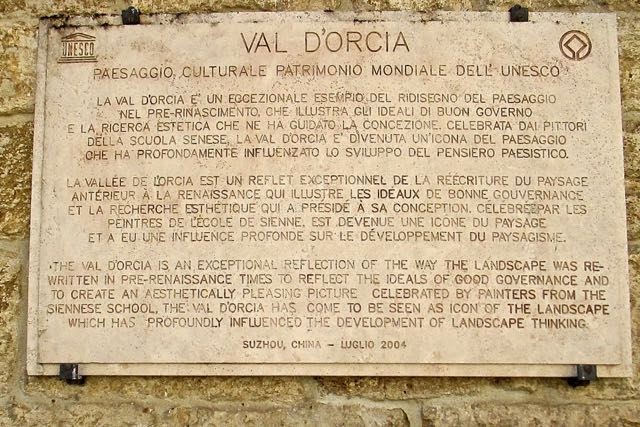 UNESCO
VAL D'ORCIA
PAESAGGIO CULTURALE PATRIMONIO MONDIALE DELL' UNESCO
LA VAL D'ORCIA E' UN ECCEZIONALE ESEMPIO DEL RIDISEGNO DEL PAESAGGIO
NEL PRE-RINASCIMENTO, CHE ILLUSTRA GLI IDEALI DI BUON GOVERNO
E LA RICERCA ESTETICA CHE NE HA GUIDATO LA CONCEZIONE. CELEBRATA DAI PITTORI
DELLA SCUOLA SENESE, LA VAL D'ORCIA E' DIVENUTA UN'ICONA DEL PAESAGGIO
CHE HA PROFONDAMENTE INFLUENZATO LO SVILUPPO DEL PENSIERO PAESISTICO.
LA VALLÉE DE L'ORCIA EST UN REFLET EXCEPTIONNEL DE LA RÉÉCRITURE DU PAYSAGE
ANTÉRIEUR À LA RENAISSANCE QUI ILLUSTRE LES IDÉAUX DE BONNE GOUVERNANCE
ET LA RECHERCHE ESTHÉTIQUE QUI A PRÉSIDÉ À SA CONCEPTION. CÉLÉBRÉE PAR LES
PEINTRES DE L'ÉCOLE DE SIENNE, EST DEVENUE UNE ICÔNE DU PAYSAGE
ET A EU UNE INFLUENCE PROFONDE SUR LE DÉVELOPPEMENT DU PAYSAGISME.
THE VAL D'ORCIA IS AN EXCEPTIONAL REFLECTION OF THE WAY THE LANDSCAPE WAS RE-
WRITTEN IN PRE-RENAISSANCE TIMES TO REFLECT THE IDEALS OF GOOD GOVERNANCE AND
TO CREATE AN AESTHETICALLY PLEASING PICTURE CELEBRATED BY PAINTERS FROM THE
SIENNESE SCHOOL, THE VAL D'ORCIA HAS COME TO BE SEEN AS ICON OF THE LANDSCAPE
WHICH HAS PROFOUNDLY INFLUENCED THE DEVELOPMENT OF LANDSCAPE THINKING.
SUZHOU, CHINA – LUGLIO 2004